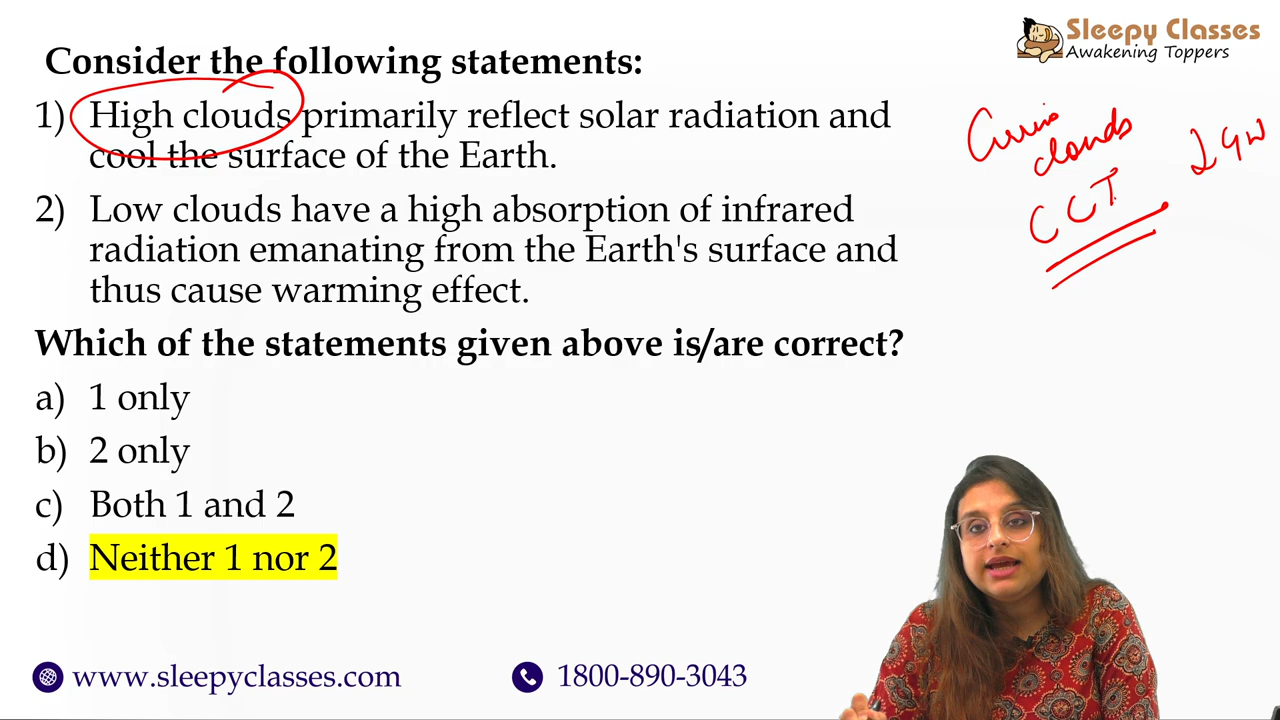 Sleepy Classes
Awakening Toppers
Consider the following statements:
1) High clouds primarily reflect solar radiation and
cool the surface of the Earth.
2) Low clouds have a high absorption of infrared
radiation emanating from the Earth's surface and
thus cause warming effect.
Which of the statements given above is/are correct?
a) 1 only
b) 2 only
c) Both 1 and 2
d) Neither 1 nor 2
clouds
CCT
www.sleepyclasses.com
1800-890-3043